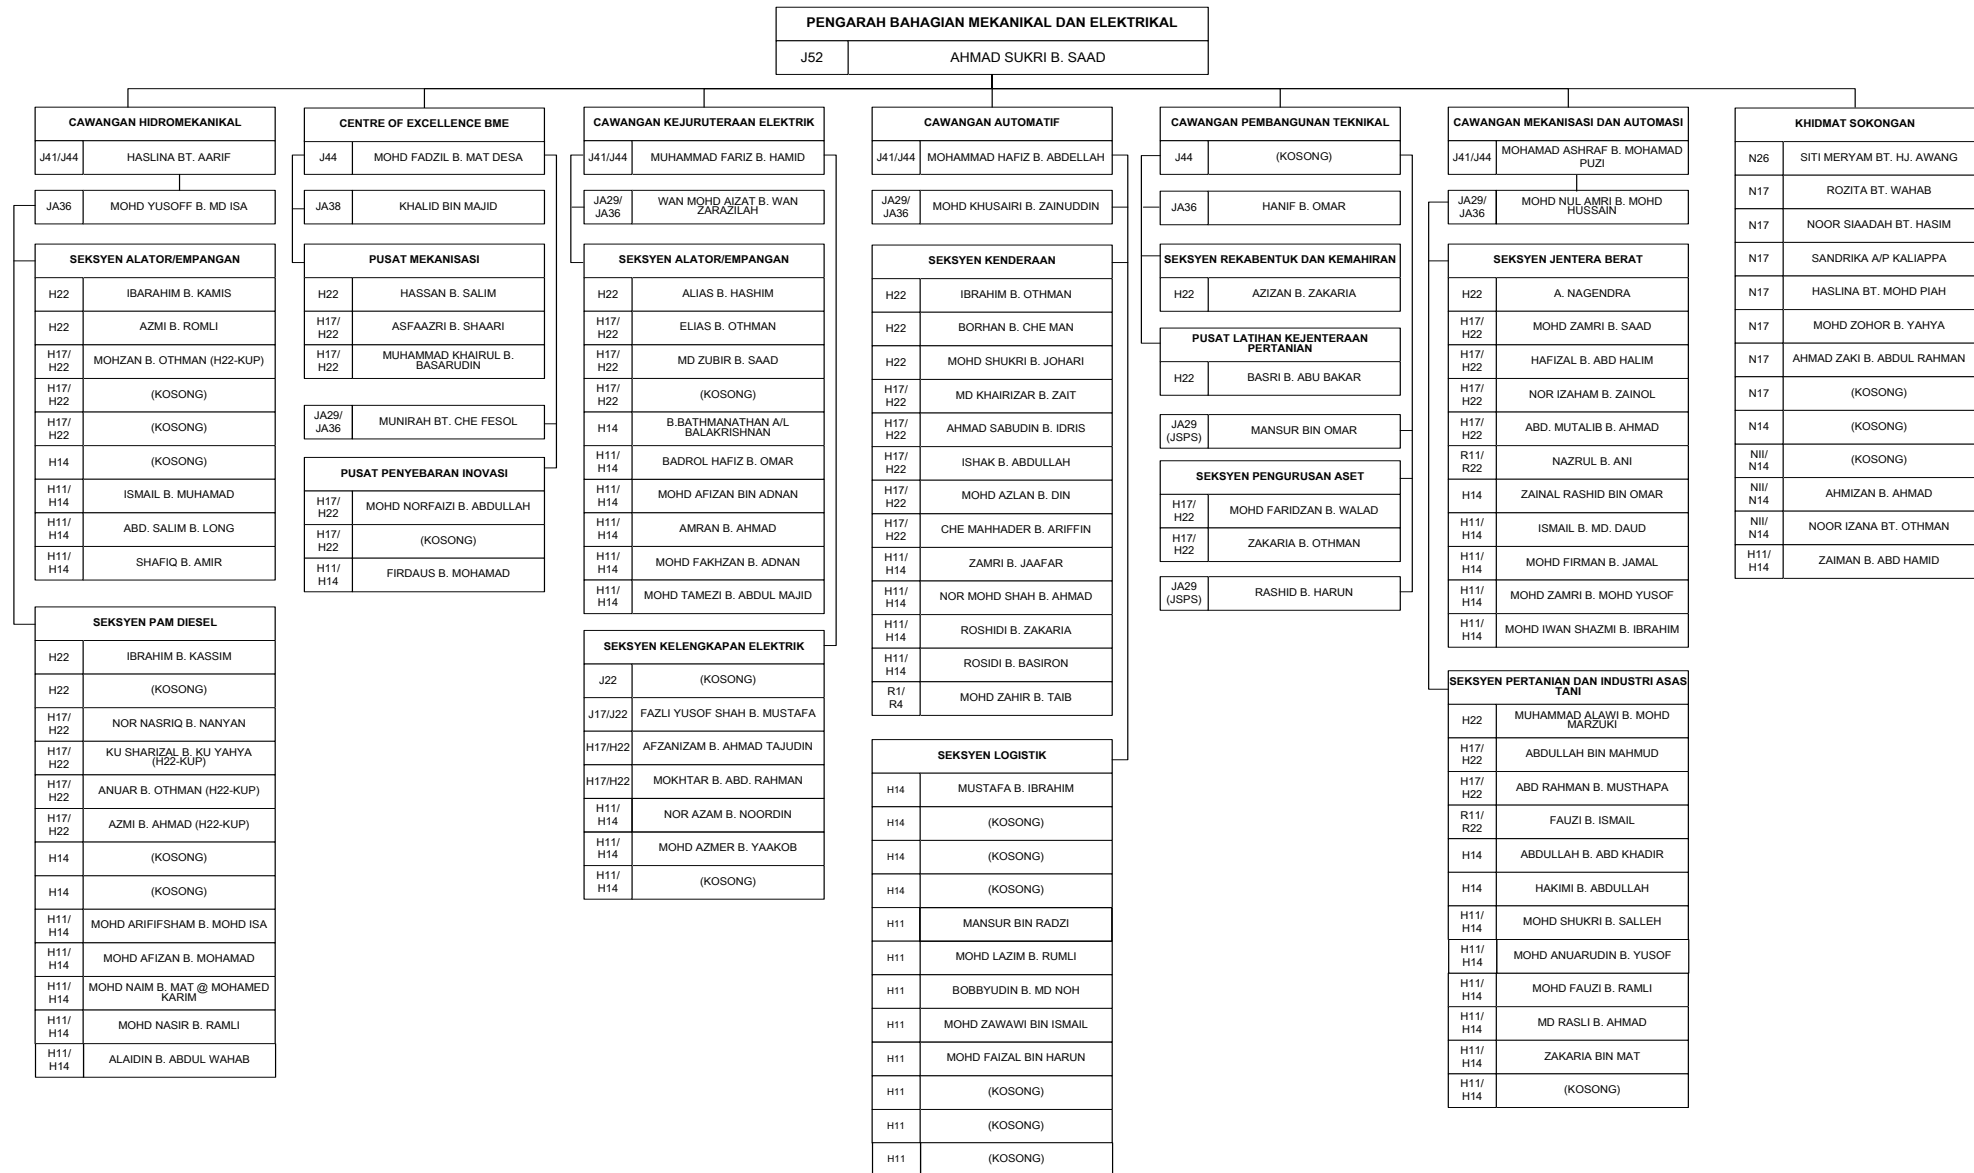 PENGARAH BAHAGIAN MEKANIKAL DAN ELEKTRIKAL
J52 AHMAD SUKRI B. SAAD
CAWANGAN HIDROMEKANIKAL
J41/J44 HASLINA BT. AARIF
JA36 MOHD YUSOFF B. MD ISA
SEKSYEN ALATOR/EMPANGAN
H22 IBARAHIM B. KAMIS
H22 AZMI B. ROMLI
H17/
H22 MOHZAN B. OTHMAN (H22-KUP)
H17/
H22 (KOSONG)
H17/
H22 (KOSONG)
H14 (KOSONG)
H11/
H14 ISMAIL B. MUHAMAD
H11/
H14 ABD. SALIM B. LONG
H11/
H14 SHAFIQ B. AMIR
SEKSYEN PAM DIESEL
H22 IBRAHIM B. KASSIM
H22 (KOSONG)
H17/
H22 NOR NASRIQ B. NANYAN
H17/
H22 KU SHARIZAL B. KU YAHYA
(H22-KUP)
H17/
H22 ANUAR B. OTHMAN (H22-KUP)
H17/
H22 AZMI B. AHMAD (H22-KUP)
H14 (KOSONG)
H14 (KOSONG)
H11/
H14 MOHD ARIFIFSHAM B. MOHD ISA
H11/
H14 MOHD AFIZAN B. MOHAMAD
H11/
H14 MOHD NAIM B. MAT @ MOHAMED
KARIM
H11/
H14 MOHD NASIR B. RAMLI
H11/
H14 ALAIDIN B. ABDUL WAHAB
CENTRE OF EXCELLENCE BME
J44 MOHD FADZIL B. MAT DESA
JA38 KHALID BIN MAJID
PUSAT MEKANISASI
H22 HASSAN B. SALIM
H17/
H22 ASFAAZRI B. SHAARI
H17/
H22 MUHAMMAD KHAIRUL B.
BASARUDIN
JA29/
JA36 MUNIRAH BT. CHE FESOL
PUSAT PENYEBARAN INOVASI
H17/
H22 MOHD NORFAIZI B. ABDULLAH
H17/
H22 (KOSONG)
H11/
H14 FIRDAUS B. MOHAMAD
CAWANGAN KEJURUTERAAN ELEKTRIK
J41/J44 MUHAMMAD FARIZ B. HAMID
JA29/
JA36 WAN MOHD AIZAT B. WAN
ZARAZILAH
SEKSYEN ALATOR/EMPANGAN
H22 ALIAS B. HASHIM
H17/
H22 ELIAS B. OTHMAN
H17/
H22 MD ZUBIR B. SAAD
H17/
H22 (KOSONG)
H14 B.BATHMANATHAN A/L
BALAKRISHNAN
H11/
H14 BADROL HAFIZ B. OMAR
H11/
H14 MOHD AFIZAN BIN ADNAN
H11/
H14 AMRAN B. AHMAD
H11/
H14 MOHD FAKHZAN B. ADNAN
H11/
H14 MOHD TAMEZI B. ABDUL MAJID
SEKSYEN KELENGKAPAN ELEKTRIK
J22 (KOSONG)
J17/J22 FAZLI YUSOF SHAH B. MUSTAFA
H17/H22 AFZANIZAM B. AHMAD TAJUDIN
H17/H22 MOKHTAR B. ABD. RAHMAN
H11/
H14 NOR AZAM B. NOORDIN
H11/
H14 MOHD AZMER B. YAAKOB
H11/
H14 (KOSONG)
CAWANGAN AUTOMATIF
J41/J44 MOHAMMAD HAFIZ B. ABDELLAH
JA29/
JA36 MOHD KHUSAIRI B. ZAINUDDIN
SEKSYEN KENDERAAN
H22 IBRAHIM B. OTHMAN
H22 BORHAN B. CHE MAN
H22 MOHD SHUKRI B. JOHARI
H17/
H22 MD KHAIRIZAR B. ZAIT
H17/
H22 AHMAD SABUDIN B. IDRIS
H17/
H22 ISHAK B. ABDULLAH
H17/
H22 MOHD AZLAN B. DIN
H17/
H22 CHE MAHHADER B. ARIFFIN
H11/
H14 ZAMRI B. JAAFAR
H11/
H14 NOR MOHD SHAH B. AHMAD
H11/
H14 ROSHIDI B. ZAKARIA
H11/
H14 ROSIDI B. BASIRON
R1/
R4 MOHD ZAHIR B. TAIB
SEKSYEN LOGISTIK
H14 MUSTAFA B. IBRAHIM
H14 (KOSONG)
H14 (KOSONG)
H14 (KOSONG)
H11 MANSUR BIN RADZI
H11 MOHD LAZIM B. RUMLI
H11 BOBBYUDIN B. MD NOH
H11 MOHD ZAWAWI BIN ISMAIL
H11 MOHD FAIZAL BIN HARUN
H11 (KOSONG)
H11 (KOSONG)
H11 (KOSONG)
CAWANGAN PEMBANGUNAN TEKNIKAL
J44 (KOSONG)
JA36 HANIF B. OMAR
SEKSYEN REKABENTUK DAN KEMAHIRAN
H22 AZIZAN B. ZAKARIA
PUSAT LATIHAN KEJENTERAAN
PERTANIAN
H22 BASRI B. ABU BAKAR
JA29
(JSPS) MANSUR BIN OMAR
SEKSYEN PENGURUSAN ASET
H17/
H22 MOHD FARIDZAN B. WALAD
H17/
H22 ZAKARIA B. OTHMAN
JA29
(JSPS) RASHID B. HARUN
CAWANGAN MEKANISASI DAN AUTOMASI
J41/J44 MOHAMAD ASHRAF B. MOHAMAD
PUZI
JA29/
JA36 MOHD NUL AMRI B. MOHD
HUSSAIN
SEKSYEN JENTERA BERAT
H22 A. NAGENDRA
H17/
H22 MOHD ZAMRI B. SAAD
H17/
H22 HAFIZAL B. ABD HALIM
H17/
H22 NOR IZAHAM B. ZAINOL
H17/
H22 ABD. MUTALIB B. AHMAD
R11/
R22 NAZRUL B. ANI
H14 ZAINAL RASHID BIN OMAR
H11/
H14 ISMAIL B. MD. DAUD
H11/
H14 MOHD FIRMAN B. JAMAL
H11/
H14 MOHD ZAMRI B. MOHD YUSOF
H11/
H14 MOHD IWAN SHAZMI B. IBRAHIM
SEKSYEN PERTANIAN DAN INDUSTRI ASAS
TANI
H22 MUHAMMAD ALAWI B. MOHD
MARZUKI
H17/
H22 ABDULLAH BIN MAHMUD
H17/
H22 ABD RAHMAN B. MUSTHAPA
R11/
R22 FAUZI B. ISMAIL
H14 ABDULLAH B. ABD KHADIR
H14 HAKIMI B. ABDULLAH
H11/
H14 MOHD SHUKRI B. SALLEH
H11/
H14 MOHD ANUARUDIN B. YUSOF
H11/
H14 MOHD FAUZI B. RAMLI
H11/
H14 MD RASLI B. AHMAD
H11/
H14 ZAKARIA BIN MAT
H11/
H14 (KOSONG)
KHIDMAT SOKONGAN
N26 SITI MERYAM BT. HJ. AWANG
N17 ROZITA BT. WAHAB
N17 NOOR SIAADAH BT. HASIM
N17 SANDRIKA A/P KALIAPPA
N17 HASLINA BT. MOHD PIAH
N17 MOHD ZOHOR B. YAHYA
N17 AHMAD ZAKI B. ABDUL RAHMAN
N17 (KOSONG)
N14 (KOSONG)
NII/
N14 (KOSONG)
NII/
N14 AHMIZAN B. AHMAD
NII/
N14 NOOR IZANA BT. OTHMAN
H11/
H14 ZAIMAN B. ABD HAMID